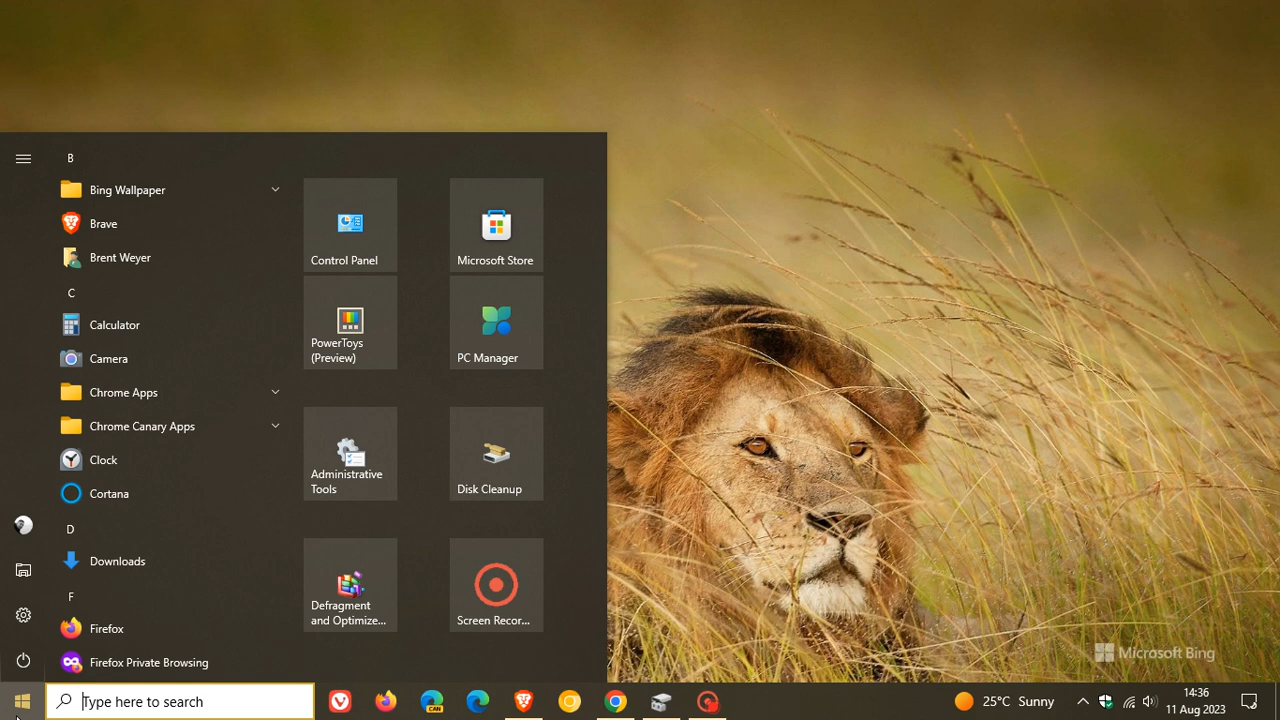 B
Bing Wallpaper
Brave
Brent Weyer
C
Calculator
Camera
Chrome Apps
Chrome Canary Apps
Clock
Cortana
D
Downloads
F
Firefox
Firefox Private Browsing
Control Panel
Microsoft Store
PowerToys
(Preview)
PC Manager
Administrative
Tools
Disk Cleanup
Defragment
and Optimize...
Screen Recor...
Microsoft Bing
Type here to search
CAN
25°C Sunny
14:36
11 Aug 2023